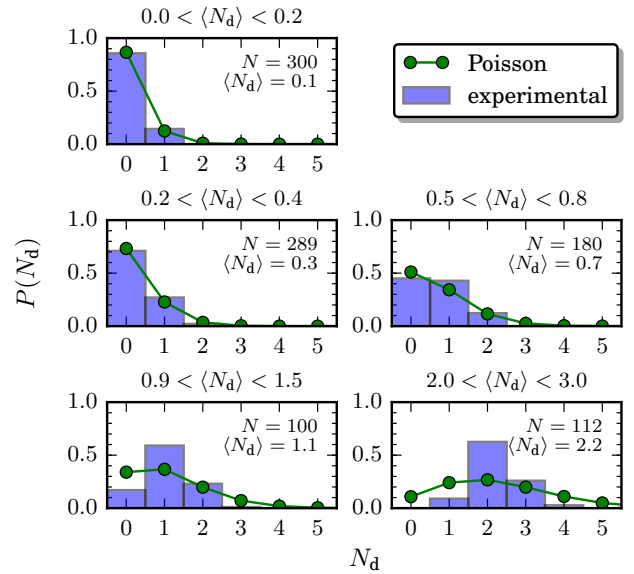 0.0 < ⟨N_d⟩ < 0.2
1.0
0.5
0.0
N = 300
⟨N_d⟩ = 0.1
0 1 2 3 4 5
Poisson
experimental
P(N_d)
0.2 < ⟨N_d⟩ < 0.4
1.0
0.5
0.0
N = 289
⟨N_d⟩ = 0.3
0 1 2 3 4 5
0.5 < ⟨N_d⟩ < 0.8
1.0
0.5
0.0
N = 180
⟨N_d⟩ = 0.7
0 1 2 3 4 5
0.9 < ⟨N_d⟩ < 1.5
1.0
0.5
0.0
N = 100
⟨N_d⟩ = 1.1
0 1 2 3 4 5
2.0 < ⟨N_d⟩ < 3.0
1.0
0.5
0.0
N = 112
⟨N_d⟩ = 2.2
0 1 2 3 4 5
N_d